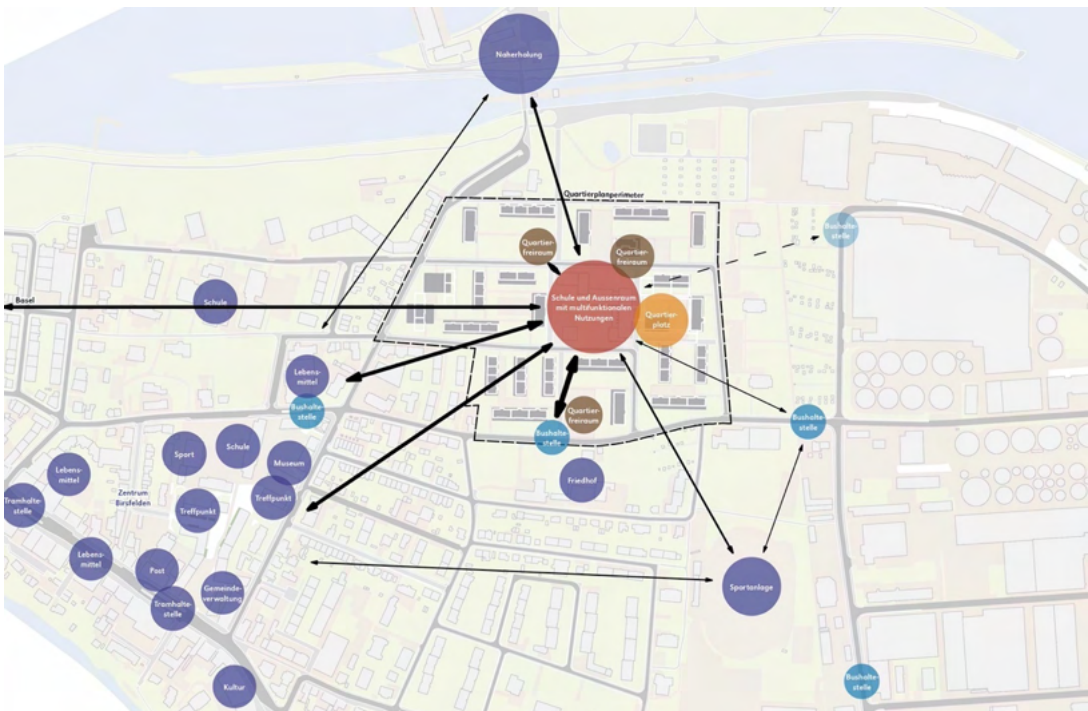 Naherholung
Quartierplanperimeter
Quartier-
freiraum
Quartier-
freiraum
Bushalte-
stelle
Basel
Schule
Schule und Aussenraum
mit multifunktionalen
Nutzungen
Quartier-
platz
Lebens-
mittel
Bushalte-
stelle
Quartier-
freiraum
Bushalte-
stelle
Bushalte-
stelle
Sport
Schule
Museum
Lebens-
mittel
Friedhof
Zentrum
Birsfelden
Treffpunkt
Treffpunkt
Tramhalte-
stelle
Lebens-
mittel
Post
Gemeinde-
verwaltung
Tramhalte-
stelle
Sportanlage
Kultur
Bushalte-
stelle